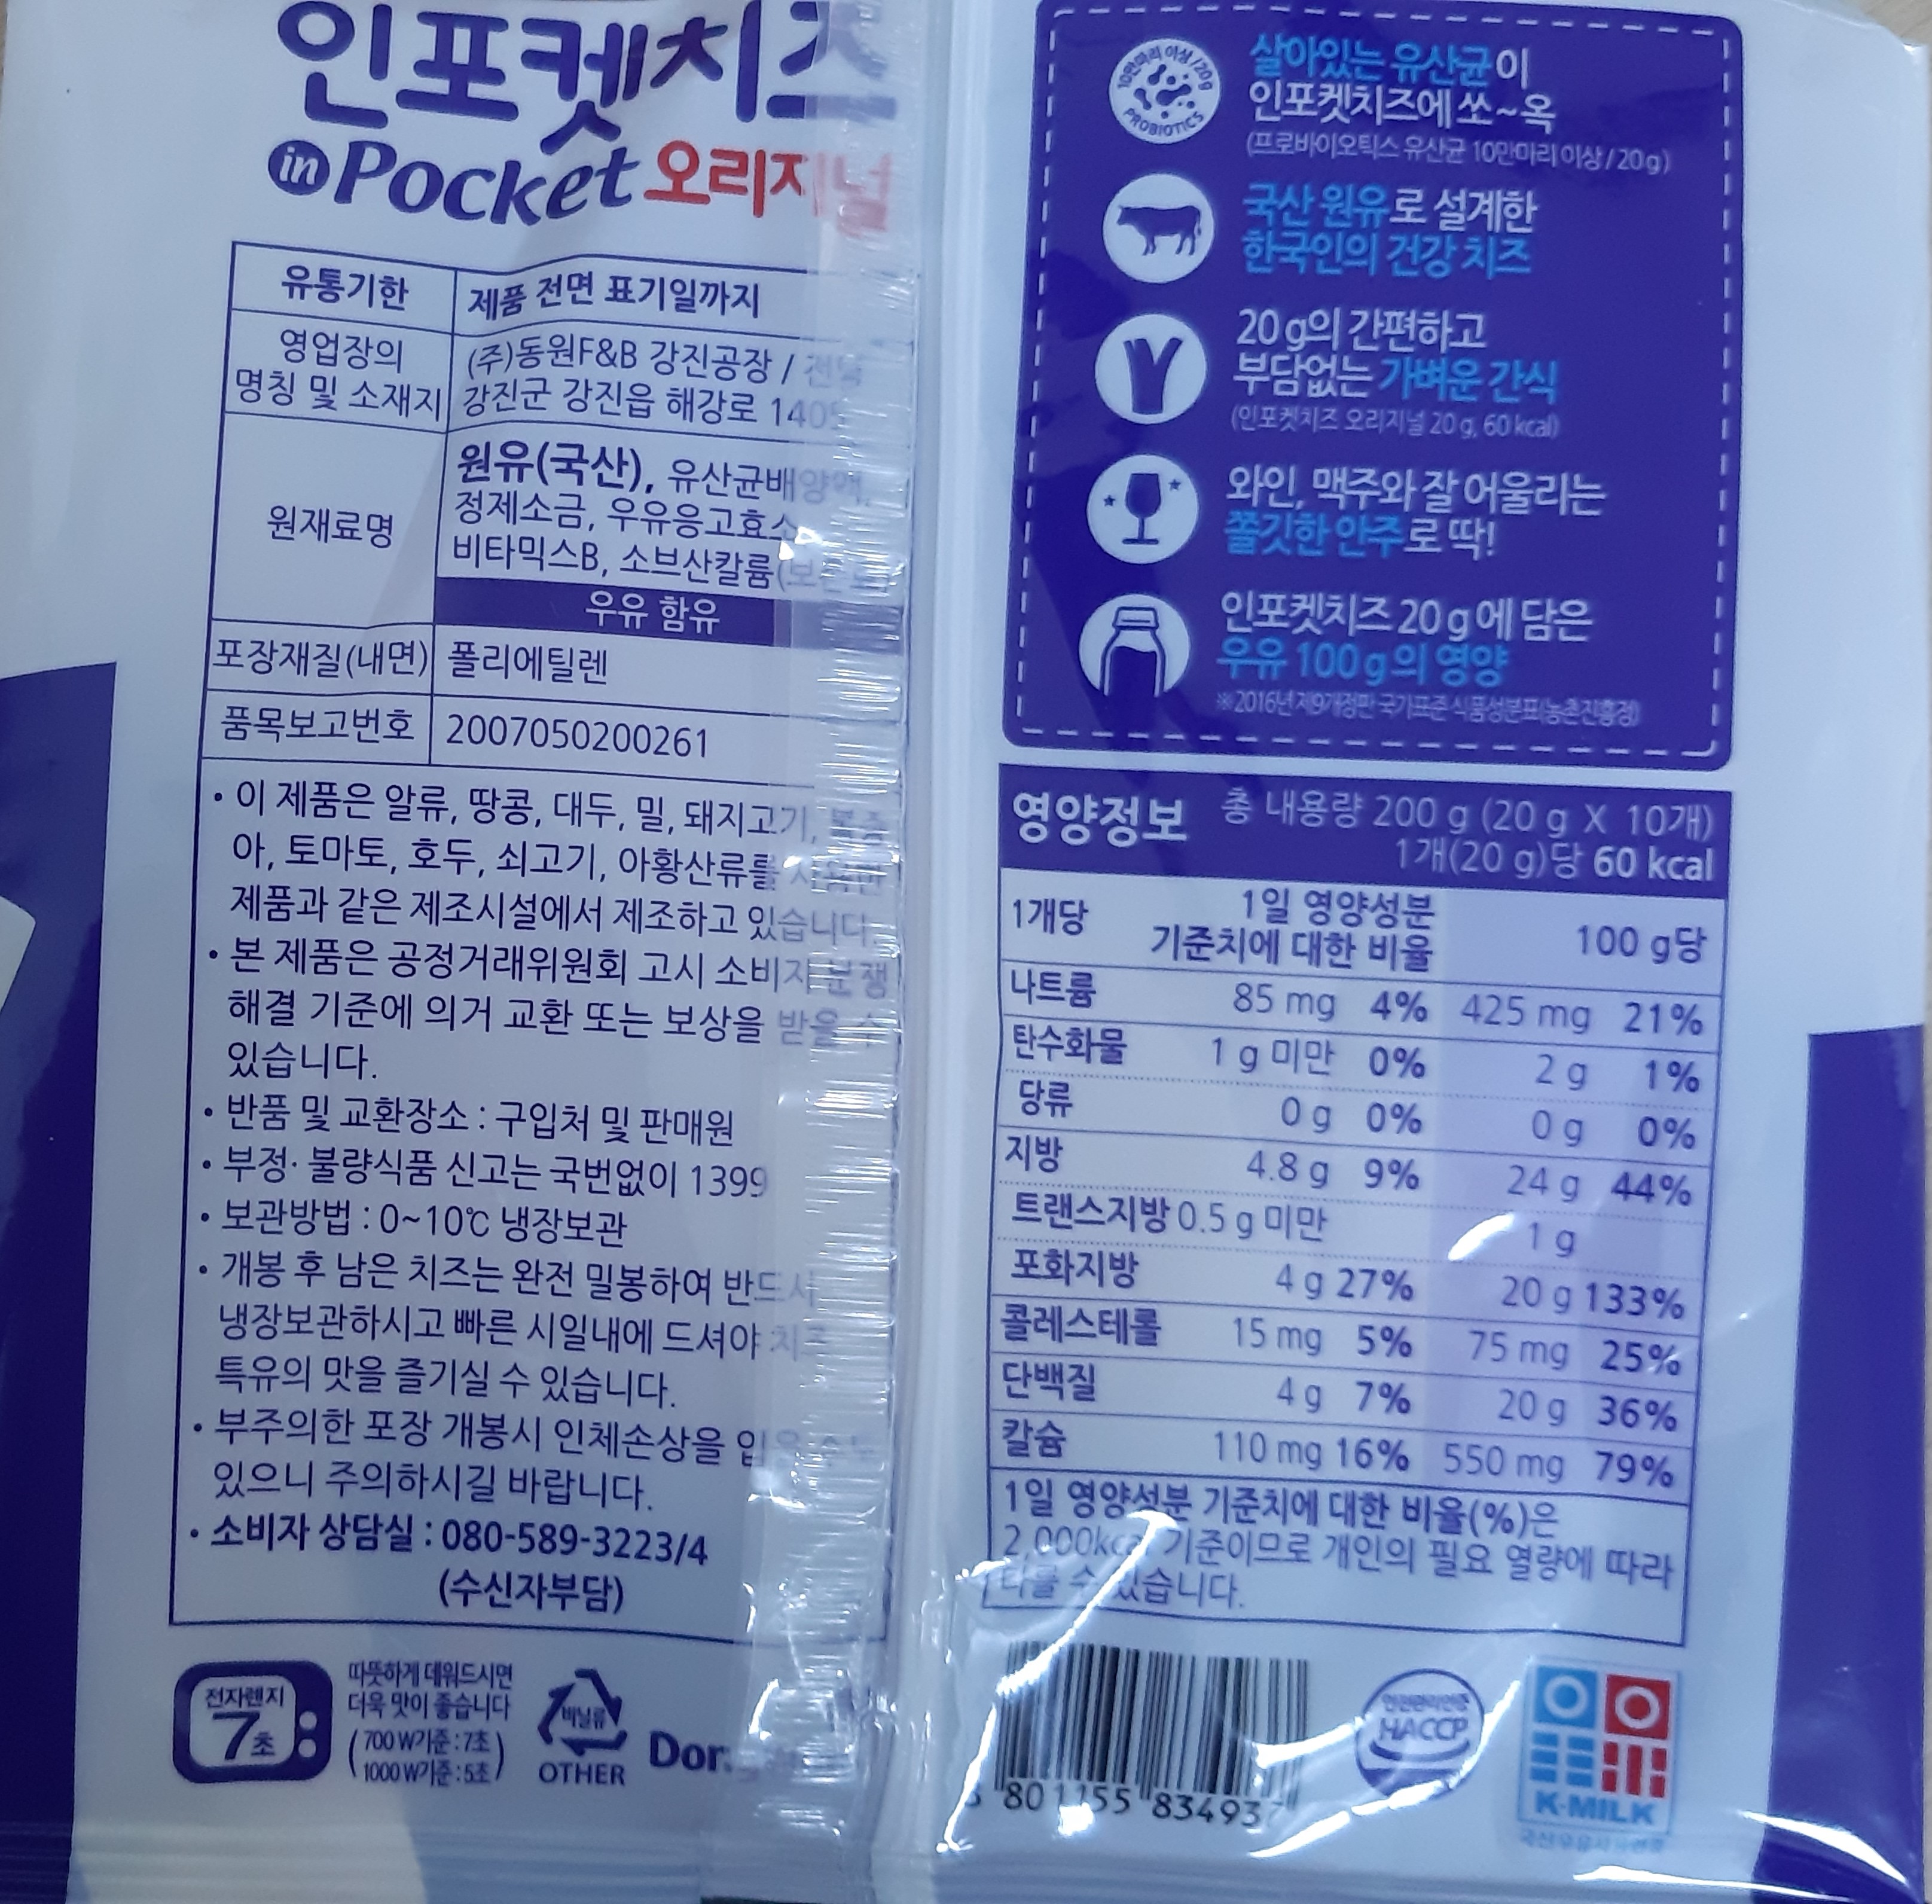 인포켓치즈
in Pocket 오리지널
유통기한 제품 전면 표기일까지
영업장의 명칭 및 소재지
(주)동원F&B 강진공장 /
강진군 강진읍 해강로
원재료명
원유(국산), 유산균배양액,
정제소금, 우유응고효소
비타믹스B, 소브산칼륨
우유 함유
포장재질(내면) 폴리에틸렌
품목보고번호 2007050200261
• 이 제품은 알류, 땅콩, 대두, 밀, 돼지고기, 복숭
아, 토마토, 호두, 쇠고기, 아황산류를 사용한
제품과 같은 제조시설에서 제조하고 있습니다.
• 본 제품은 공정거래위원회 고시 소비자 분쟁
해결 기준에 의거 교환 또는 보상을 받을 수
있습니다.
• 반품 및 교환장소 : 구입처 및 판매원
• 부정· 불량식품 신고는 국번없이 1399
• 보관방법 : 0~10℃ 냉장보관
• 개봉 후 남은 치즈는 완전 밀봉하여 반드시
냉장보관하시고 빠른 시일내에 드셔야 치즈
특유의 맛을 즐기실 수 있습니다.
• 부주의한 포장 개봉시 인체손상을 입을 수도
있으니 주의하시길 바랍니다.
• 소비자 상담실 : 080-589-3223/4
(수신자부담)
전자렌지
7초
따뜻하게 데워드시면
더욱 맛이 좋습니다
(700 W기준 : 7초
1000 W기준 : 5초)
비닐류
OTHER
10만마리 이상/20g
PROBIOTICS
살아있는 유산균이
인포켓치즈에 쏘~옥
(프로바이오틱스 유산균 10만마리 이상/20g)
국산 원유로 설계한
한국인의 건강 치즈
20 g의 간편하고
부담없는 가벼운 간식
(인포켓치즈 오리지널 20 g, 60 kcal)
와인, 맥주와 잘 어울리는
쫄깃한 안주로 딱!
인포켓치즈 20 g에 담은
우유 100 g의 영양
※2016년 제9개정판 국가표준 식품성분표(농촌진흥청)
영양정보 총 내용량 200 g (20 g X 10개)
1개(20 g)당 60 kcal
1개당 1일 영양성분 기준치에 대한 비율 100 g당
나트륨 85 mg 4% 425 mg 21%
탄수화물 1 g 미만 0% 2 g 1%
당류 0 g 0% 0 g 0%
지방 4.8 g 9% 24 g 44%
트랜스지방 0.5 g 미만 1 g
포화지방 4 g 27% 20 g 133%
콜레스테롤 15 mg 5% 75 mg 25%
단백질 4 g 7% 20 g 36%
칼슘 110 mg 16% 550 mg 79%
1일 영양성분 기준치에 대한 비율(%)은
2,000kcal 기준이므로 개인의 필요 열량에 따라
다를 수 있습니다.
801155 83493
안전관리인증
HACCP
K·MILK